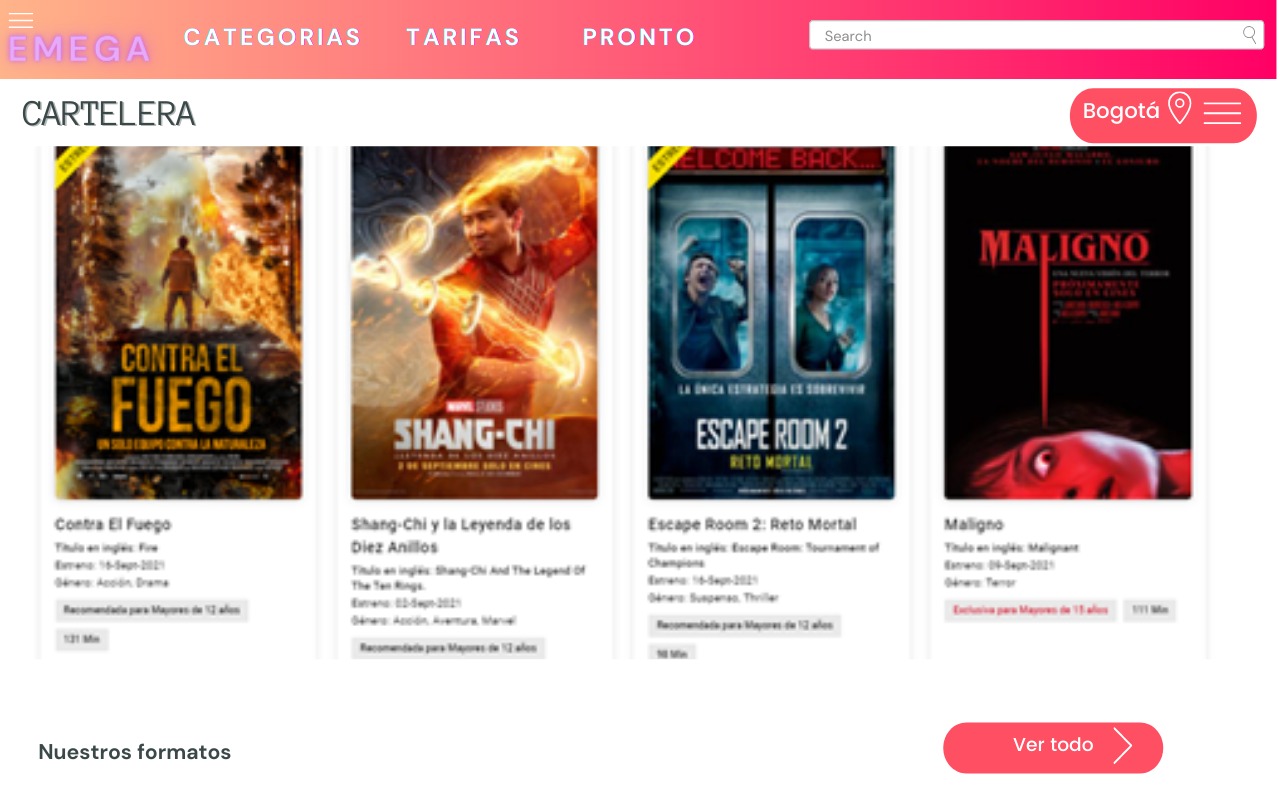 EMEGA
CATEGORIAS
TARIFAS
PRONTO
Search
CARTELERA
Bogotá
WELCOME BACK...
CONTRA EL
FUEGO
UN SOLO EQUIPO CONTRA LA NATURALEZA
MARVEL STUDIOS
SHANG-CHI
LEYENDA DE LOS DIEZ ANILLOS
2 DE SEPTIEMBRE SOLO EN CINES
LA ÚNICA ESTRATEGIA ES SOBREVIVIR
ESCAPE ROOM 2
RETO MORTAL
MALIGNO
UNA NUEVA VISIÓN DEL TERROR
PRÓXIMAMENTE
SOLO EN CINES
Contra El Fuego
Título en inglés: Fire
Estreno: 16-Sept-2021
Género: Acción, Drama
Recomendada para Mayores de 12 años
131 Min
Shang-Chi y la Leyenda de los
Diez Anillos
Título en inglés: Shang-Chi And The Legend Of
The Ten Rings.
Estreno: 02-Sept-2021
Género: Acción, Aventura, Marvel
Recomendada para Mayores de 12 años
Escape Room 2: Reto Mortal
Título en inglés: Escape Room: Tournament of
Champions
Estreno: 16-Sept-2021
Género: Suspenso, Thriller
Recomendada para Mayores de 12 años
98 Min
Maligno
Título en inglés: Malignant
Estreno: 09-Sept-2021
Género: Terror
Exclusiva para Mayores de 15 años
111 Min
Nuestros formatos
Ver todo